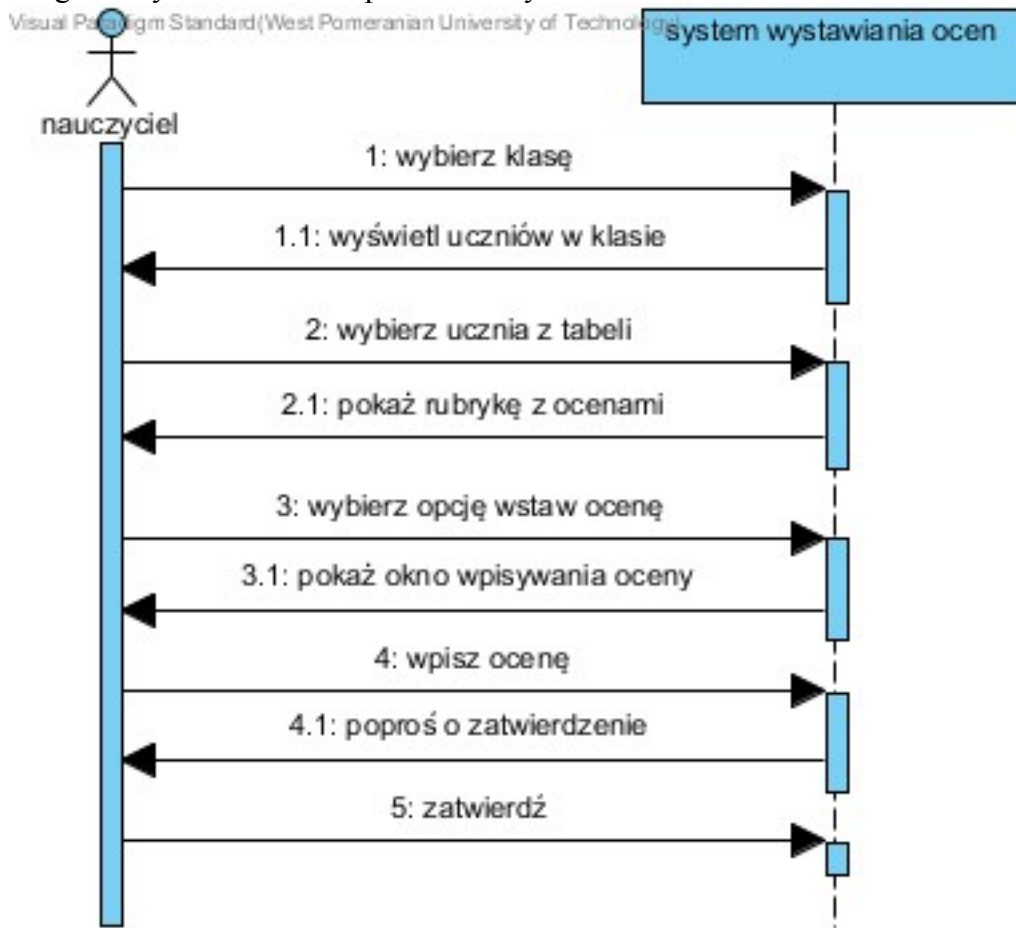 Visual Paradigm Standard(West Pomeranian University of Technology)
system wystawiania ocen
nauczyciel
1: wybierz klasę
1.1: wyświetl uczniów w klasie
2: wybierz ucznia z tabeli
2.1: pokaż rubrykę z ocenami
3: wybierz opcję wstaw ocenę
3.1: pokaż okno wpisywania oceny
4: wpisz ocenę
4.1: poproś o zatwierdzenie
5: zatwierdź